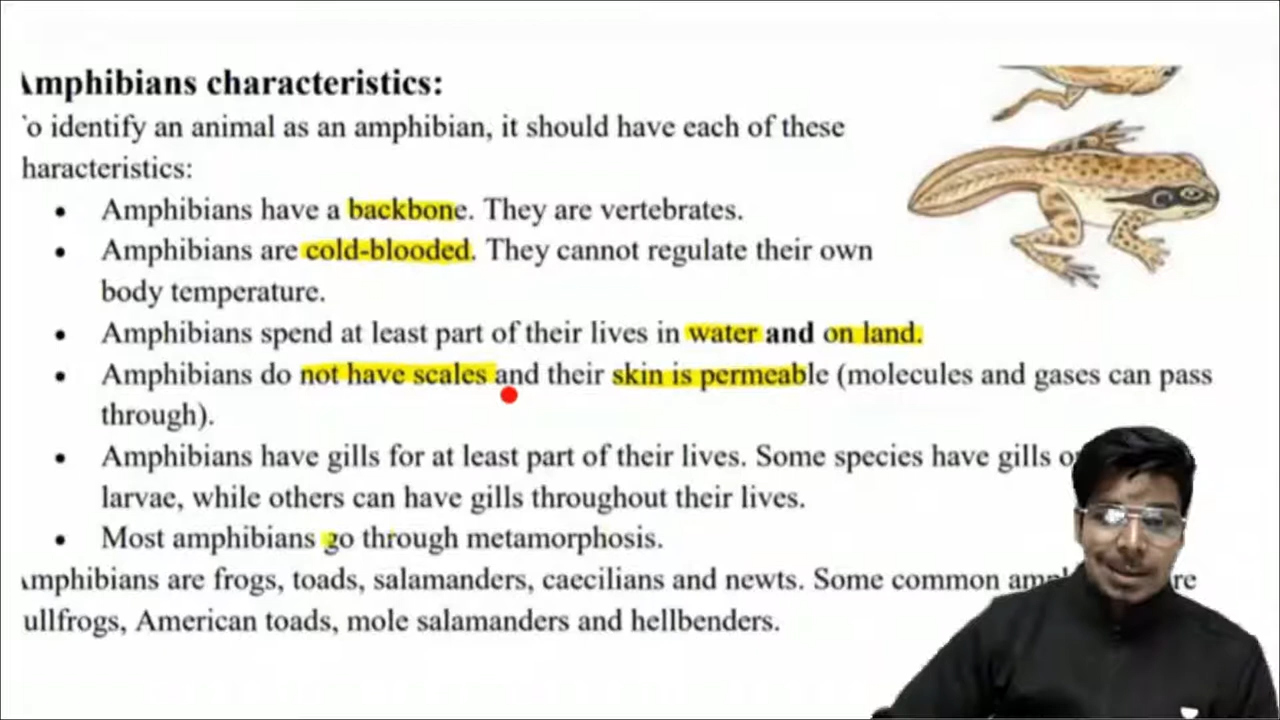 Amphibians characteristics:
o identify an animal as an amphibian, it should have each of these
haracteristics:
• Amphibians have a backbone. They are vertebrates.
• Amphibians are cold-blooded. They cannot regulate their own
body temperature.
• Amphibians spend at least part of their lives in water and on land.
• Amphibians do not have scales and their skin is permeable (molecules and gases can pass
through).
• Amphibians have gills for at least part of their lives. Some species have gills
larvae, while others can have gills throughout their lives.
• Most amphibians go through metamorphosis.
Amphibians are frogs, toads, salamanders, caecilians and newts. Some common
ullfrogs, American toads, mole salamanders and hellbenders.